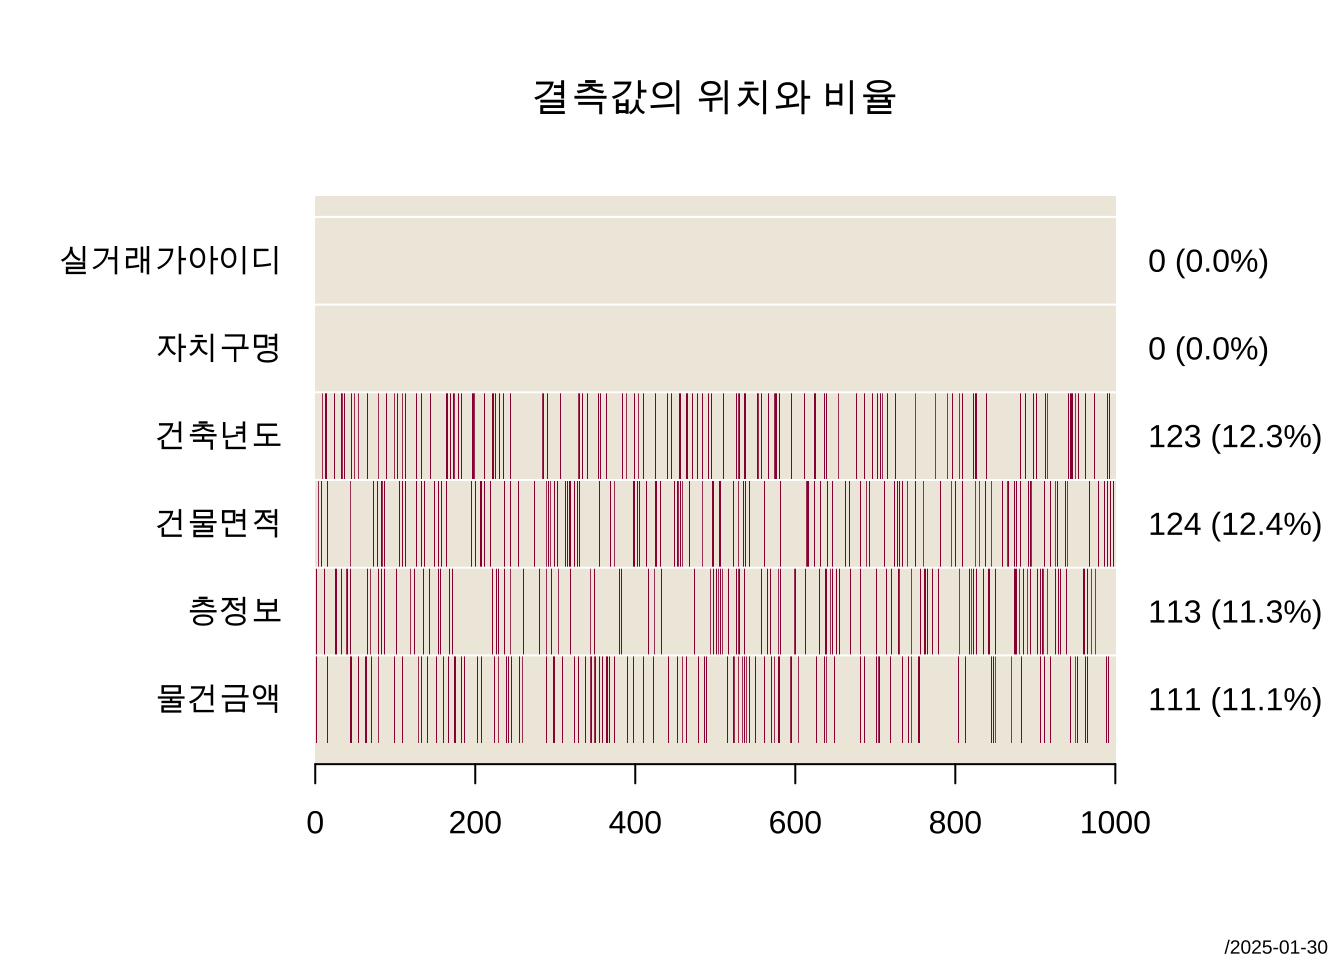 결측값의 위치와 비율
실거래가아이디 0 (0.0%)
자치구명 0 (0.0%)
건축년도 123 (12.3%)
건물면적 124 (12.4%)
층정보 113 (11.3%)
물건금액 111 (11.1%)
0 200 400 600 800 1000
/2025-01-30